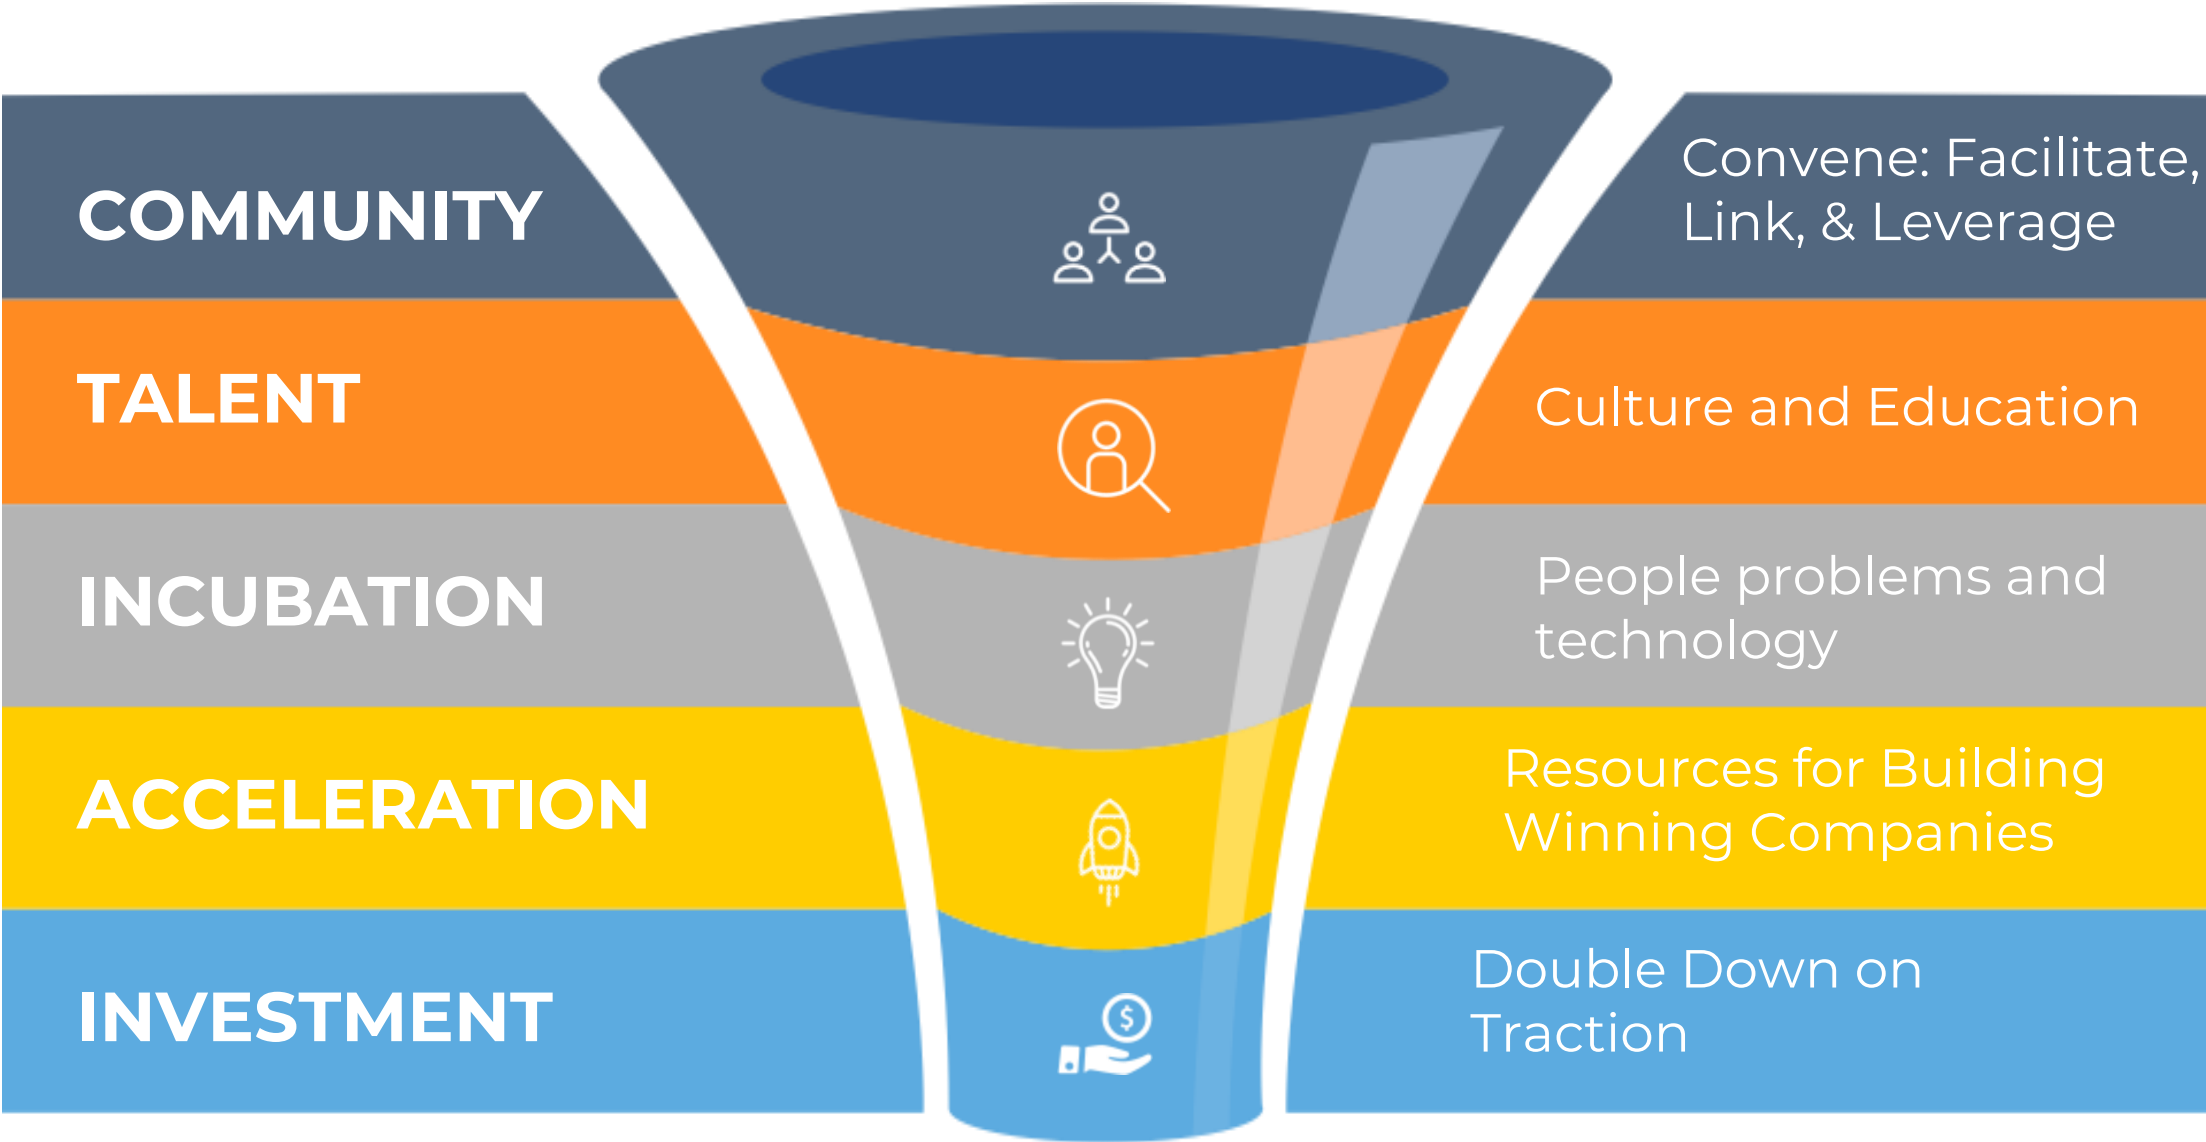 COMMUNITY
Convene: Facilitate,
Link, & Leverage
TALENT
Culture and Education
INCUBATION
People problems and
technology
ACCELERATION
Resources for Building
Winning Companies
INVESTMENT
Double Down on
Traction
$